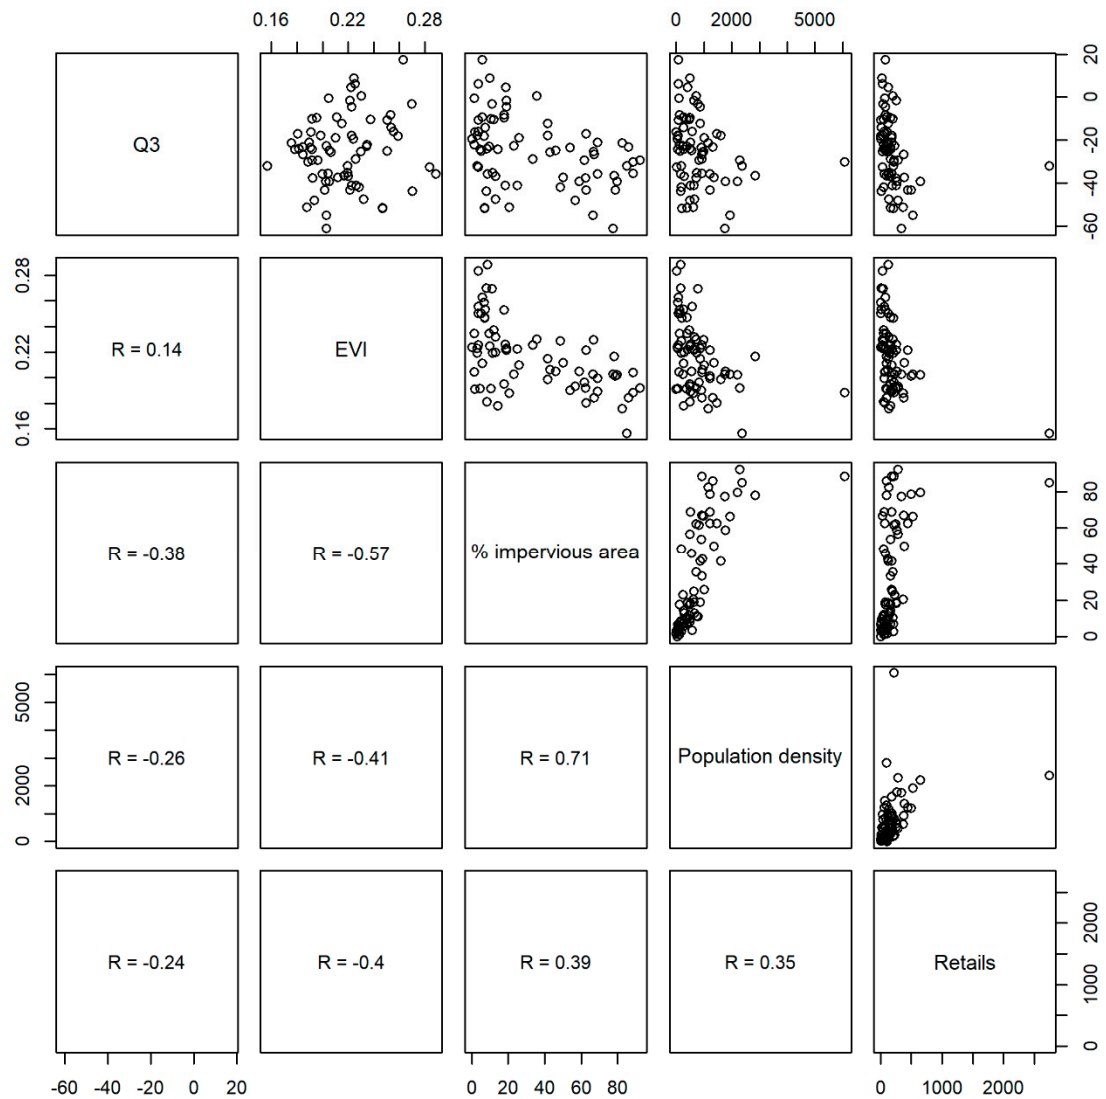 0.16 0.22 0.28 0 2000 5000
Q3
20
0
-20
-40
-60
0.28
0.22
0.16
R = 0.14
EVI
R = -0.38
R = -0.57
% impervious area
80
60
40
20
0
5000
2000
0
R = -0.26
R = -0.41
R = 0.71
Population density
R = -0.24
R = -0.4
R = 0.39
R = 0.35
Retails
2000
1000
0
-60 -40 -20 0 20 0 20 40 60 80 0 1000 2000